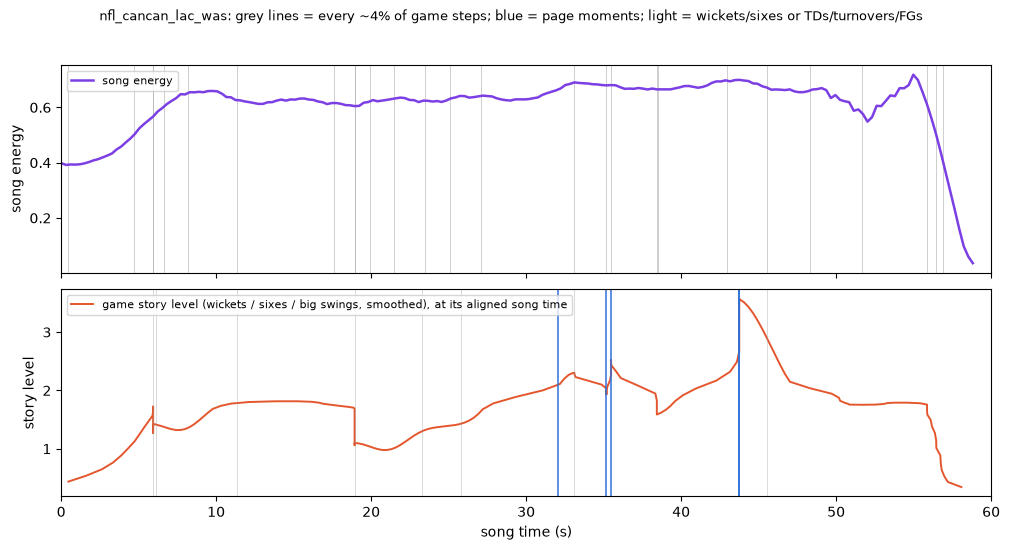 nfl_cancan_lac_was: grey lines = every ~4% of game steps; blue = page moments; light = wickets/sixes or TDs/turnovers/FGs
song energy
song energy
0.6
0.4
0.2
game story level (wickets / sixes / big swings, smoothed), at its aligned song time
story level
3
2
1
0 10 20 30 40 50 60
song time (s)